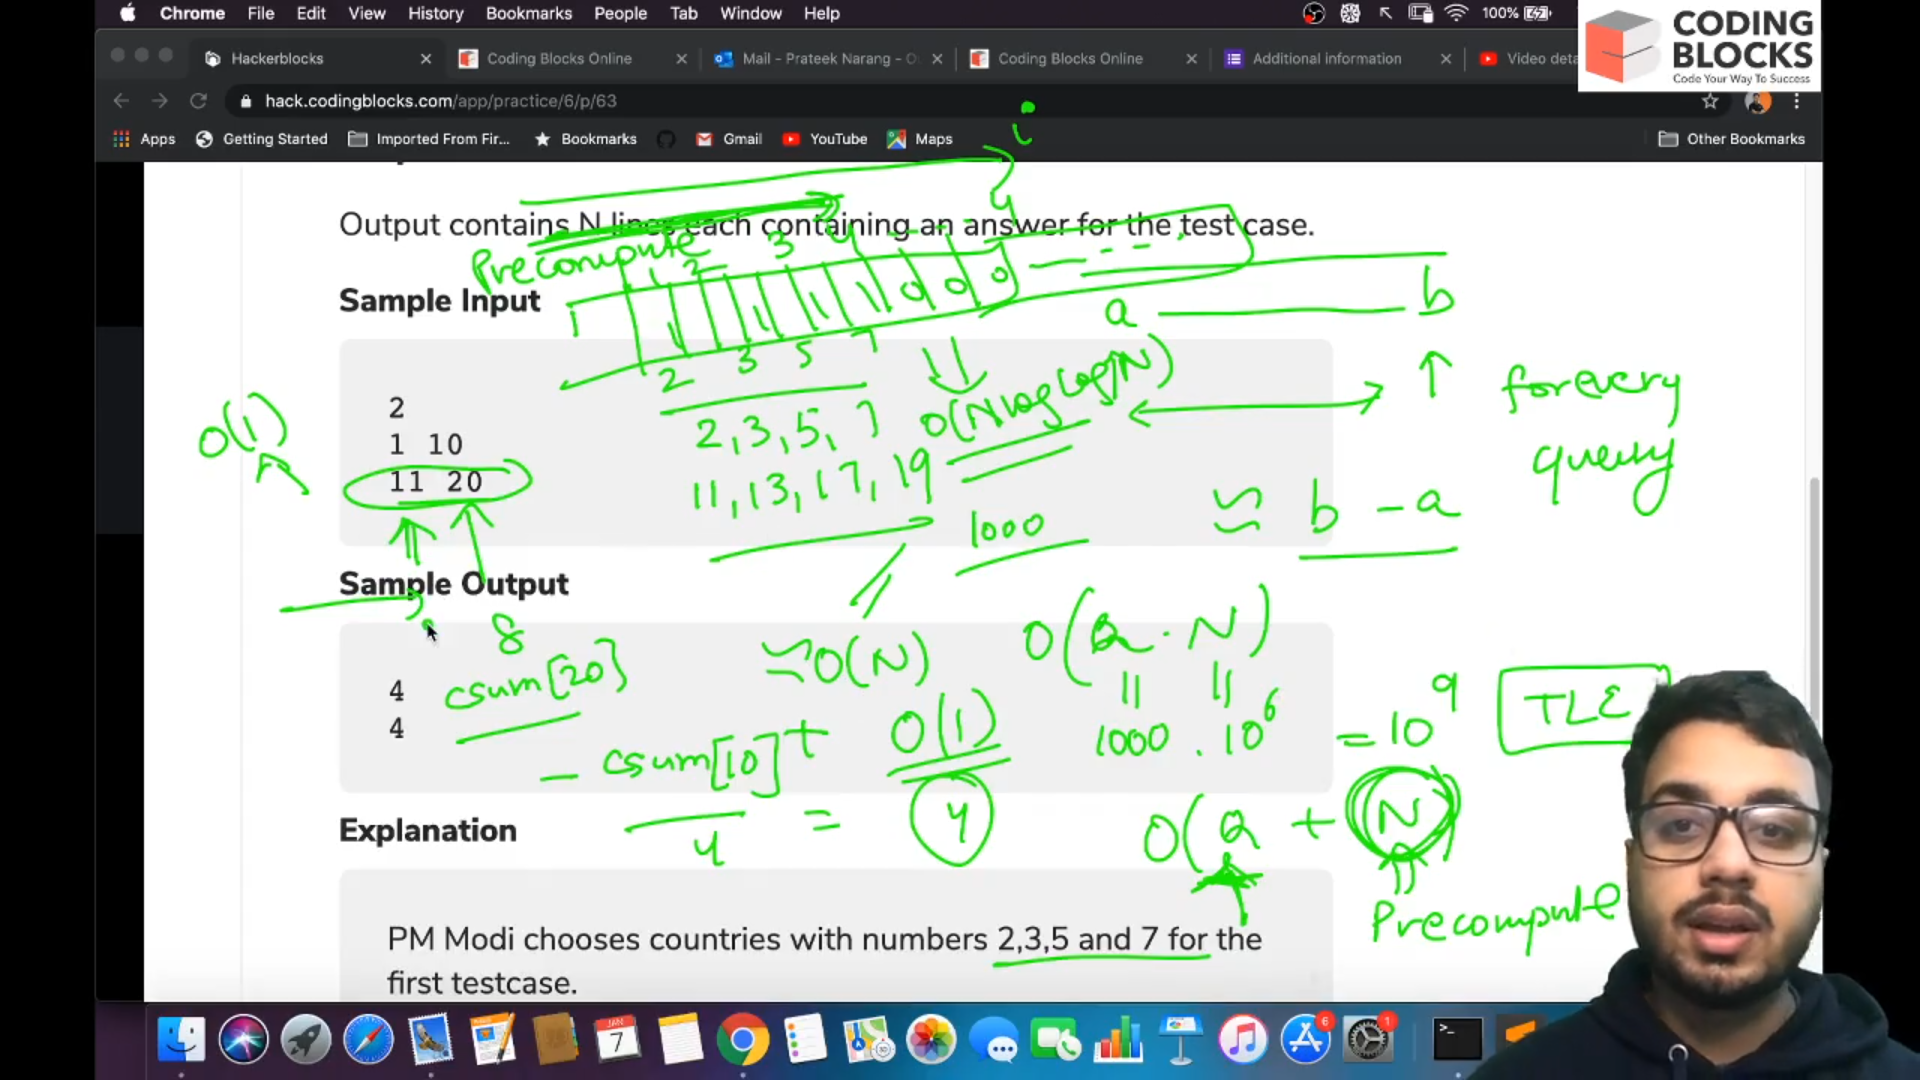 Chrome File Edit View History Bookmarks People Tab Window Help 100%
CODING
BLOCKS
Code Your Way To Success
Hackerblocks Coding Blocks Online Mail - Prateek Narang - O Coding Blocks Online Additional information Video deta
hack.codingblocks.com/app/practice/6/p/63
Apps Getting Started Imported From Fir... Bookmarks Gmail YouTube Maps Other Bookmarks
i
4
Output contains N lines each containing an answer for the test case.
Precompute
1 2 3 4
Sample Input
1 1 1 1 0 0 0
a b
2 3 5 7
2
1 10
11 20
O(1)
2, 3, 5, 7
11, 13, 17, 19
O(N log log N)
for every
query
1000
≈ b - a
Sample Output
8
4
4
csum[20]
- csum[10]
4
≈ O(N)
+ O(1)
= 4
O(Q . N)
1000 . 10^6
= 10^9
TLE
O(Q + N)
Precompute
Explanation
PM Modi chooses countries with numbers 2,3,5 and 7 for the
first testcase.
JAN
7
6
1